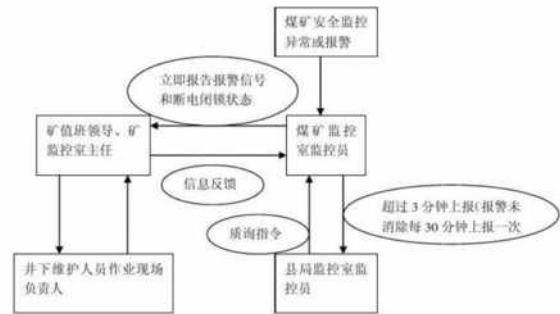 煤矿安全监控
异常或报警
立即报告报警信号
和断电闭锁状态
矿值班领导、矿
监控室主任
煤矿监控
室监控员
信息反馈
超过 3 分钟上报(报警未
消除每 30 分钟上报一次
质询指令
井下维护人员作业现场
负责人
县局监控室监
控员